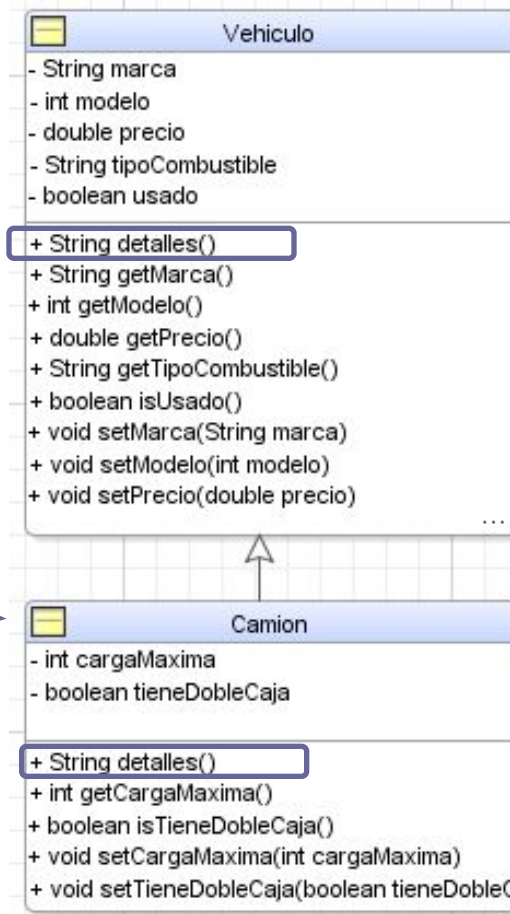 Vehiculo
- String marca
- int modelo
- double precio
- String tipoCombustible
- boolean usado
+ String detalles()
+ String getMarca()
+ int getModelo()
+ double getPrecio()
+ String getTipoCombustible()
+ boolean isUsado()
+ void setMarca(String marca)
+ void setModelo(int modelo)
+ void setPrecio(double precio)
...
Camion
- int cargaMaxima
- boolean tieneDobleCaja
+ String detalles()
+ int getCargaMaxima()
+ boolean isTieneDobleCaja()
+ void setCargaMaxima(int cargaMaxima)
+ void setTieneDobleCaja(boolean